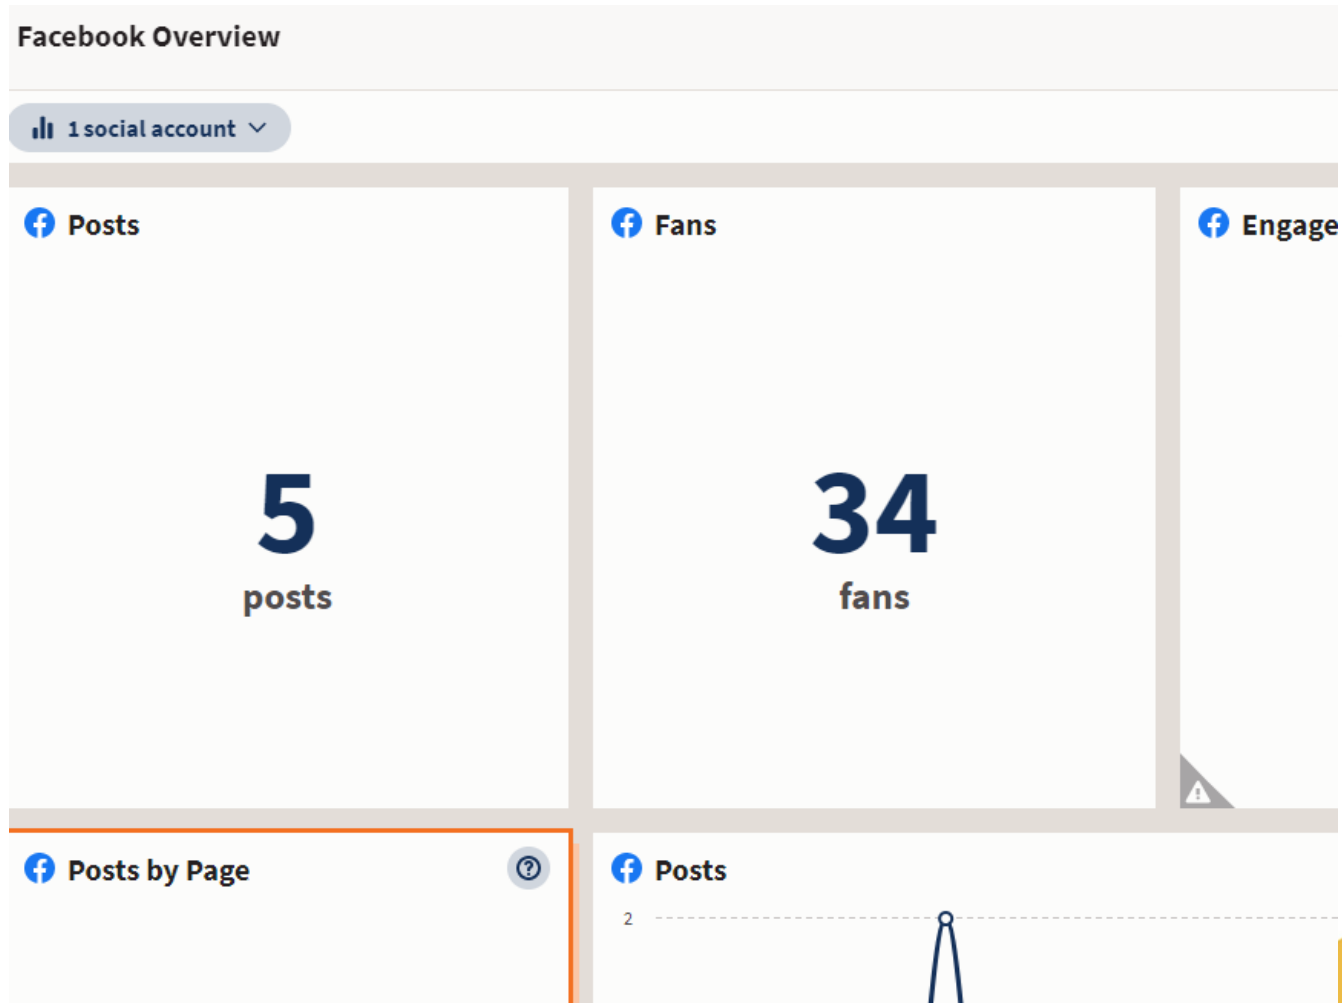 Facebook Overview
1 social account
Posts
Fans
Engage
5
posts
34
fans
Posts by Page
Posts
2